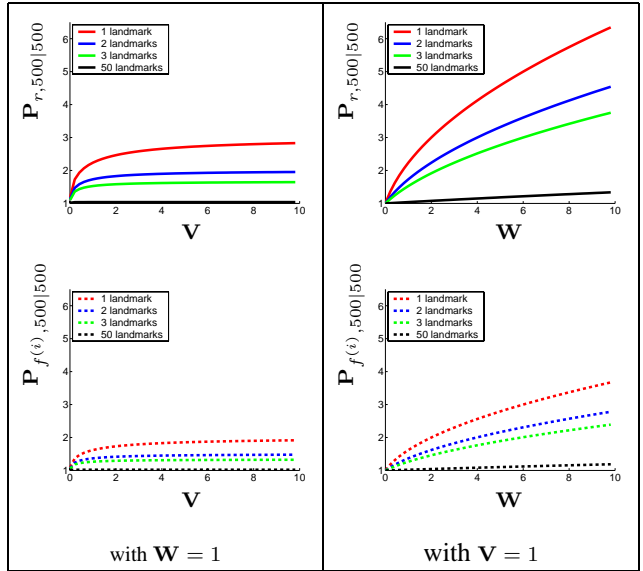 P_{r,500|500}
6
5
4
3
2
1
1 landmark
2 landmarks
3 landmarks
50 landmarks
0 2 4 6 8 10
V
P_{r,500|500}
6
5
4
3
2
1
1 landmark
2 landmarks
3 landmarks
50 landmarks
0 2 4 6 8 10
W
P_{f^{(i)},500|500}
6
5
4
3
2
1
1 landmark
2 landmarks
3 landmarks
50 landmarks
0 2 4 6 8 10
V
with W = 1
P_{f^{(i)},500|500}
6
5
4
3
2
1
1 landmark
2 landmarks
3 landmarks
50 landmarks
0 2 4 6 8 10
W
with V = 1